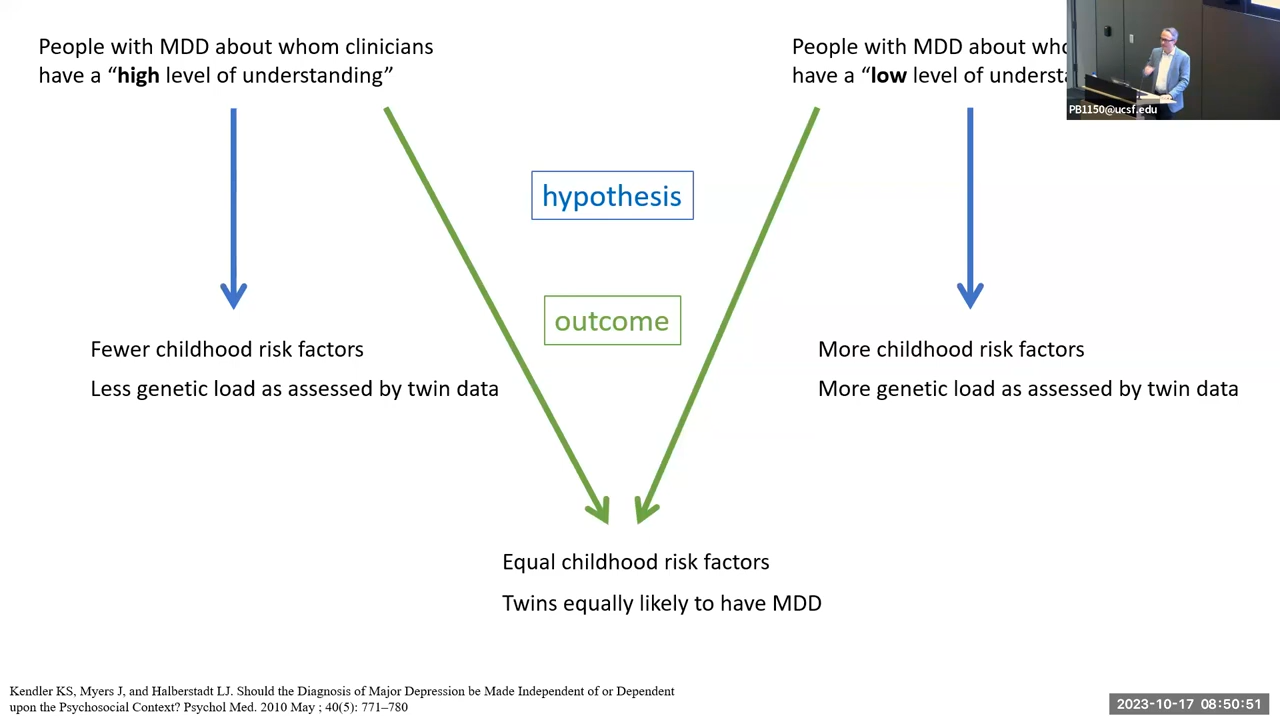 People with MDD about whom clinicians
have a “high level of understanding”
People with MDD about
have a “low level of
PB1150@ucsf.edu
hypothesis
outcome
Fewer childhood risk factors
Less genetic load as assessed by twin data
More childhood risk factors
More genetic load as assessed by twin data
Equal childhood risk factors
Twins equally likely to have MDD
Kendler KS, Myers J, and Halberstadt LJ. Should the Diagnosis of Major Depression be Made Independent of or Dependent
upon the Psychosocial Context? Psychol Med. 2010 May ; 40(5): 771–780
2023-10-17 08:50:51